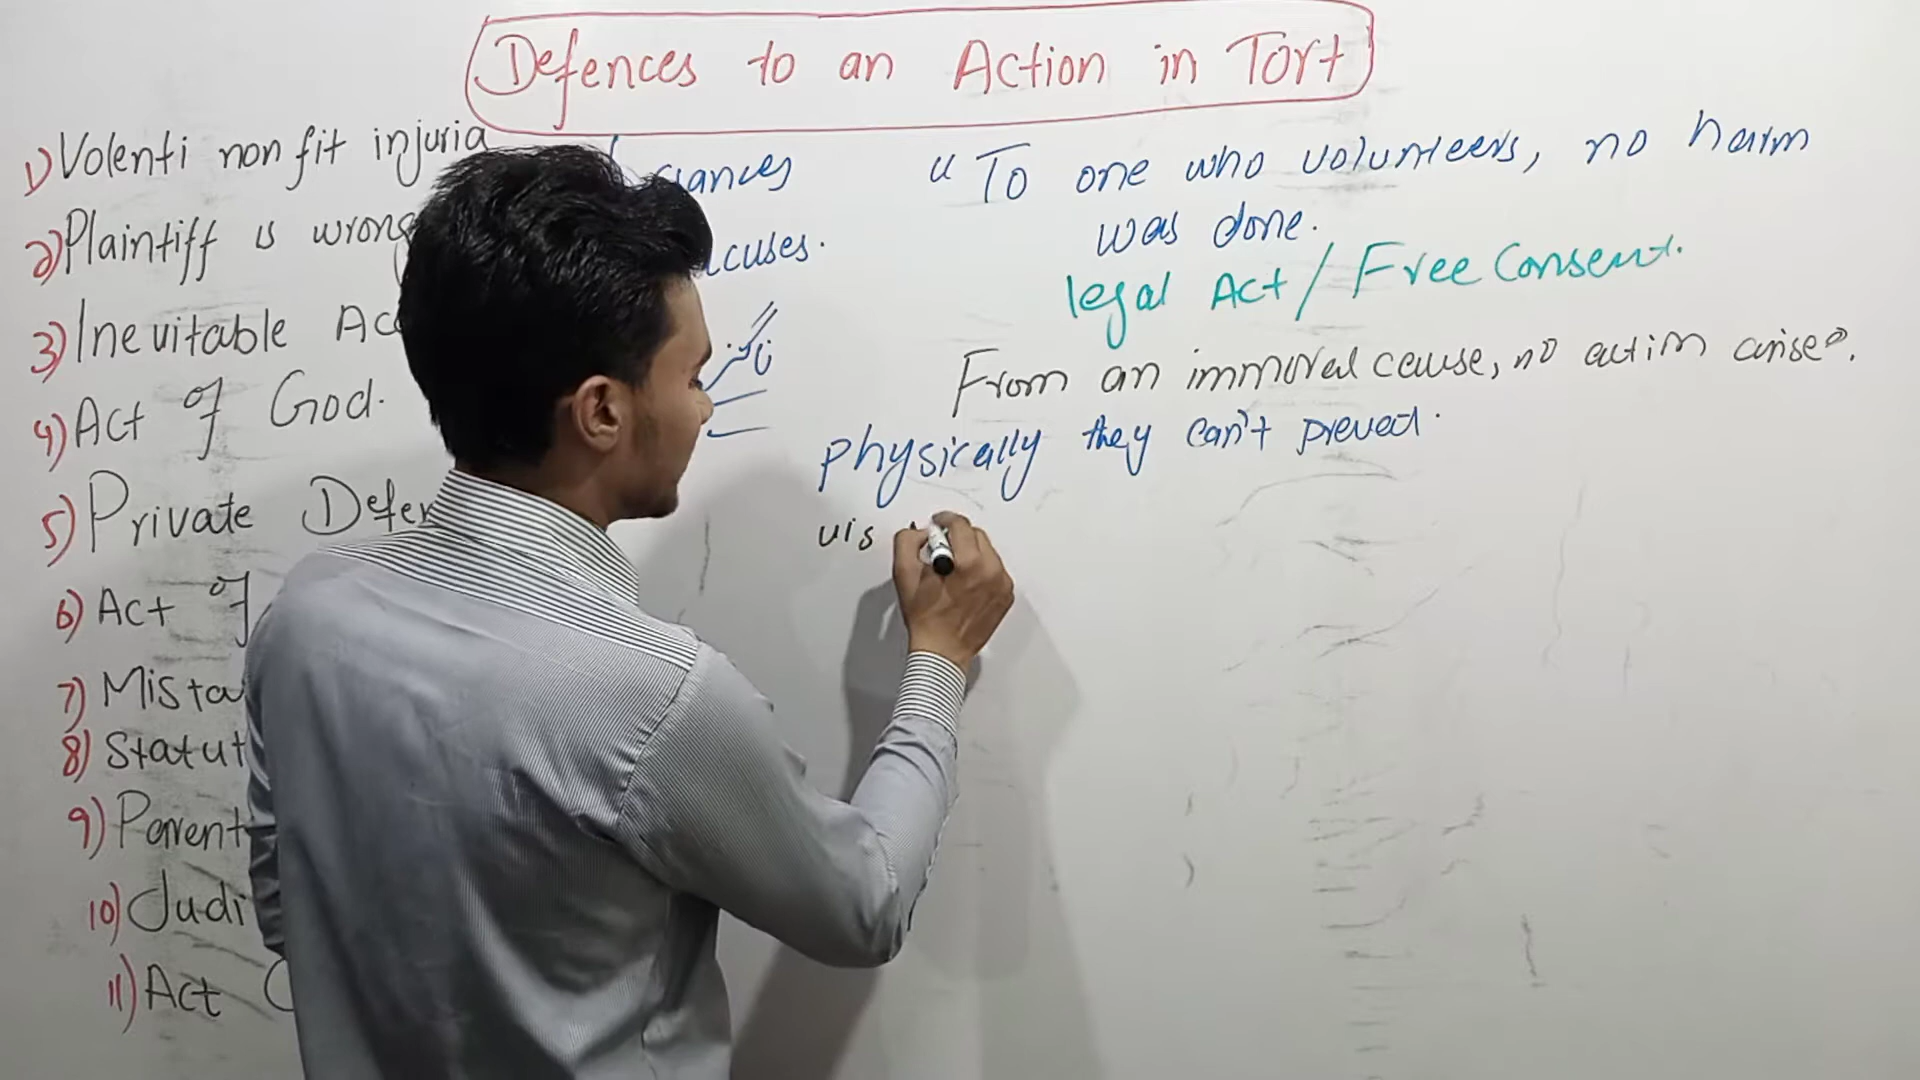 Defences to an Action in Tort
1) Volenti non fit injuria
2) Plaintiff is wrong
3) Inevitable Ac
4) Act of God.
5) Private Defen
6) Act of
7) Mista
8) Statut
9) Parent
10) Judi
11) Act
“To one who volunteers, no harm
was done.
legal Act / Free Consent.
From an immoral cause, no action arises.
Physically they can't prevent.
vis